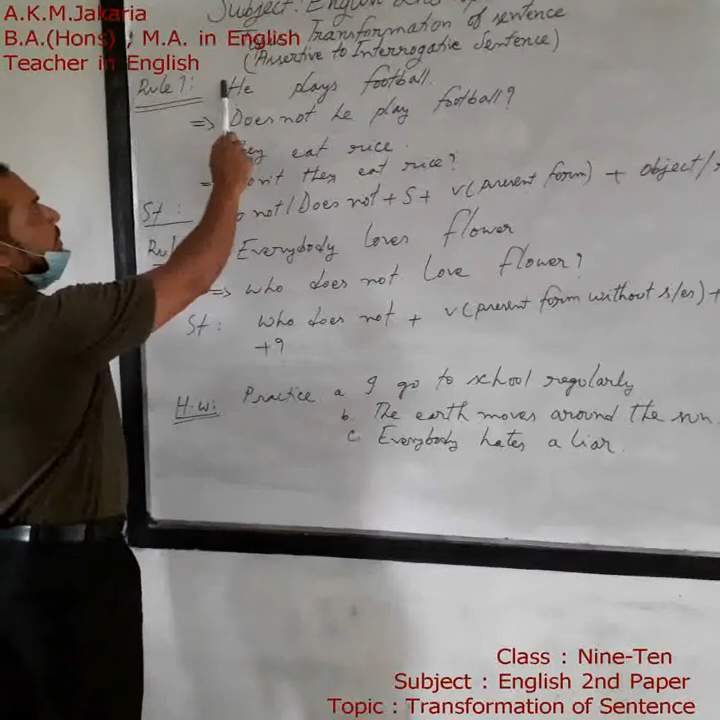 A.K.M.Jakaria
B.A.(Hons) ; M.A. in English
Teacher in English
Subject: English 2nd
Transformation of sentence
(Assertive to Interrogative Sentence)
Rule 1: He plays football.
=> Does not he play football?
They eat rice.
=> Don't they eat rice?
St: Do not/Does not + S + V(present form) + object/
Everybody loves flower
=> who does not love flower?
St: Who does not + V(present form without s/es) +
+?
H.W: Practice a I go to school regularly
b. The earth moves around the sun.
c. Everybody hates a liar.
Class : Nine-Ten
Subject : English 2nd Paper
Topic : Transformation of Sentence